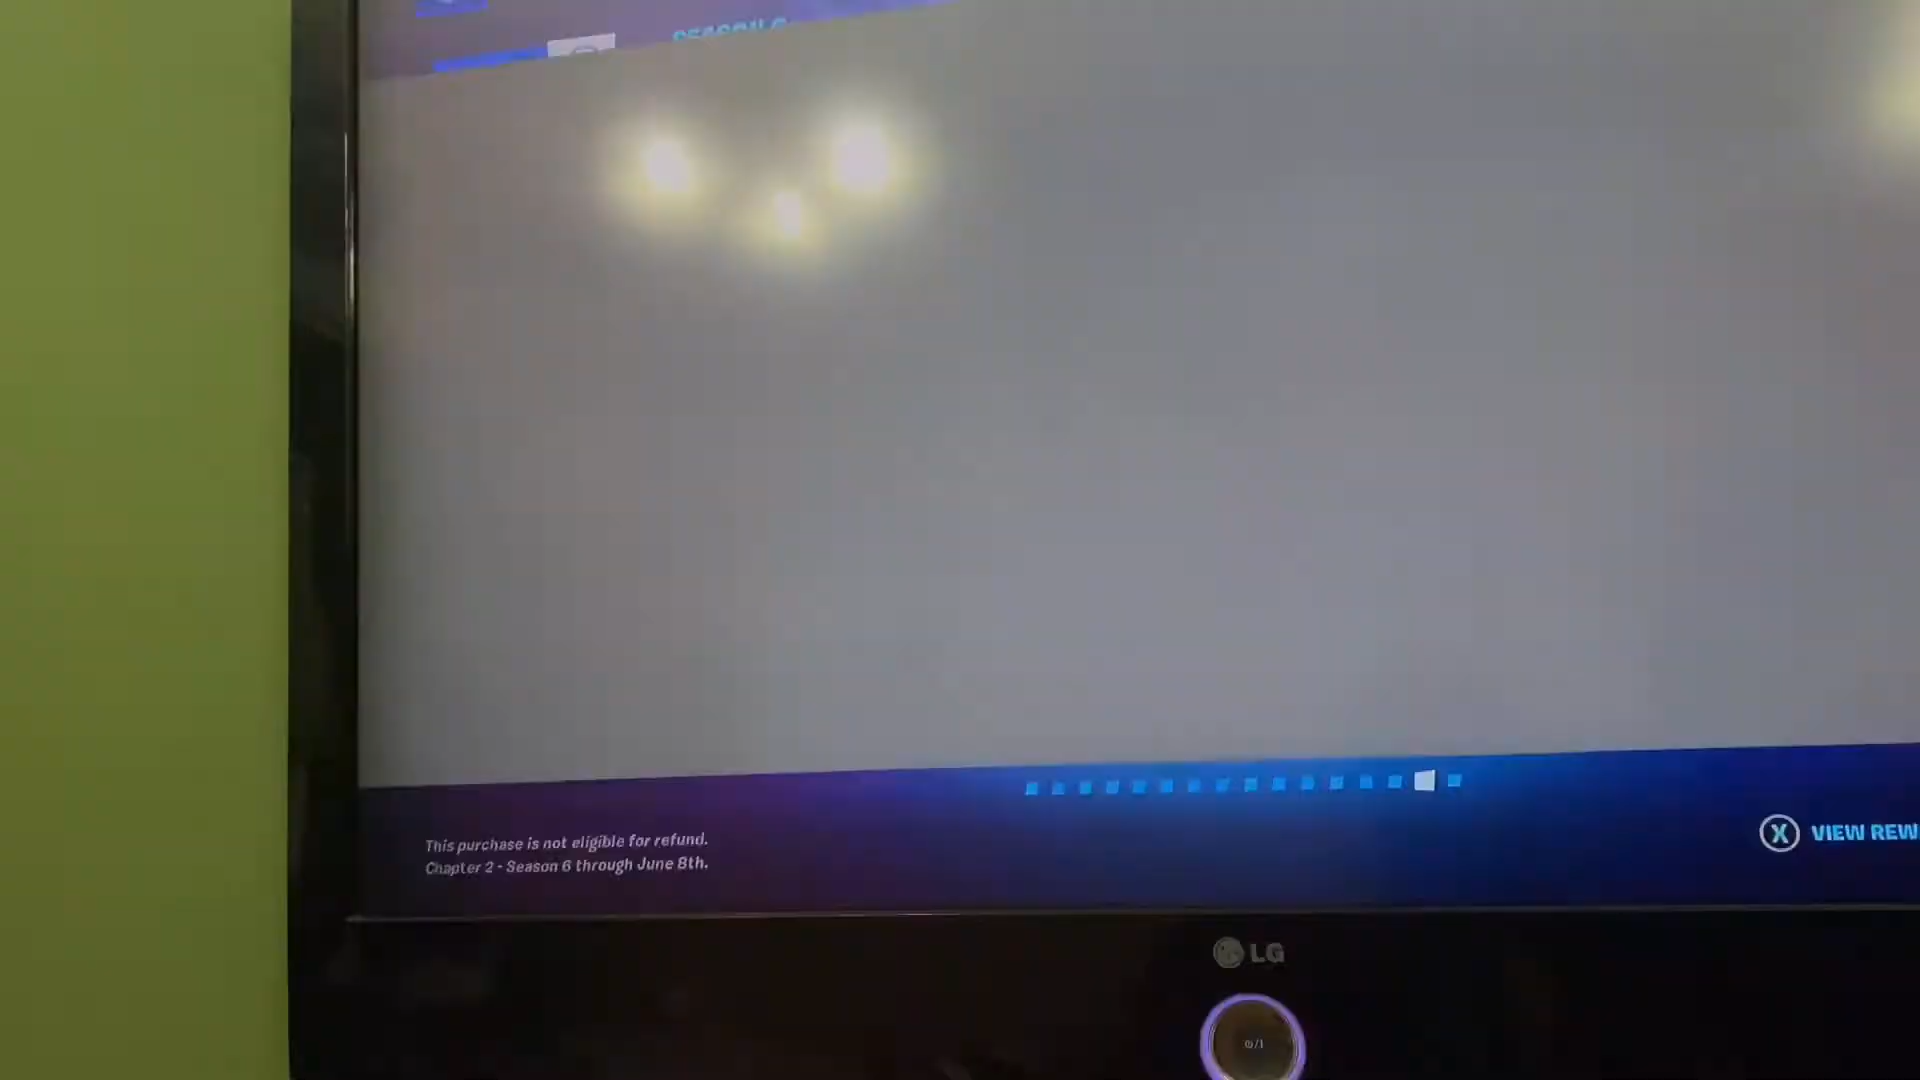 This purchase is not eligible for refund.
Chapter 2 - Season 6 through June 8th.
X VIEW REW
LG